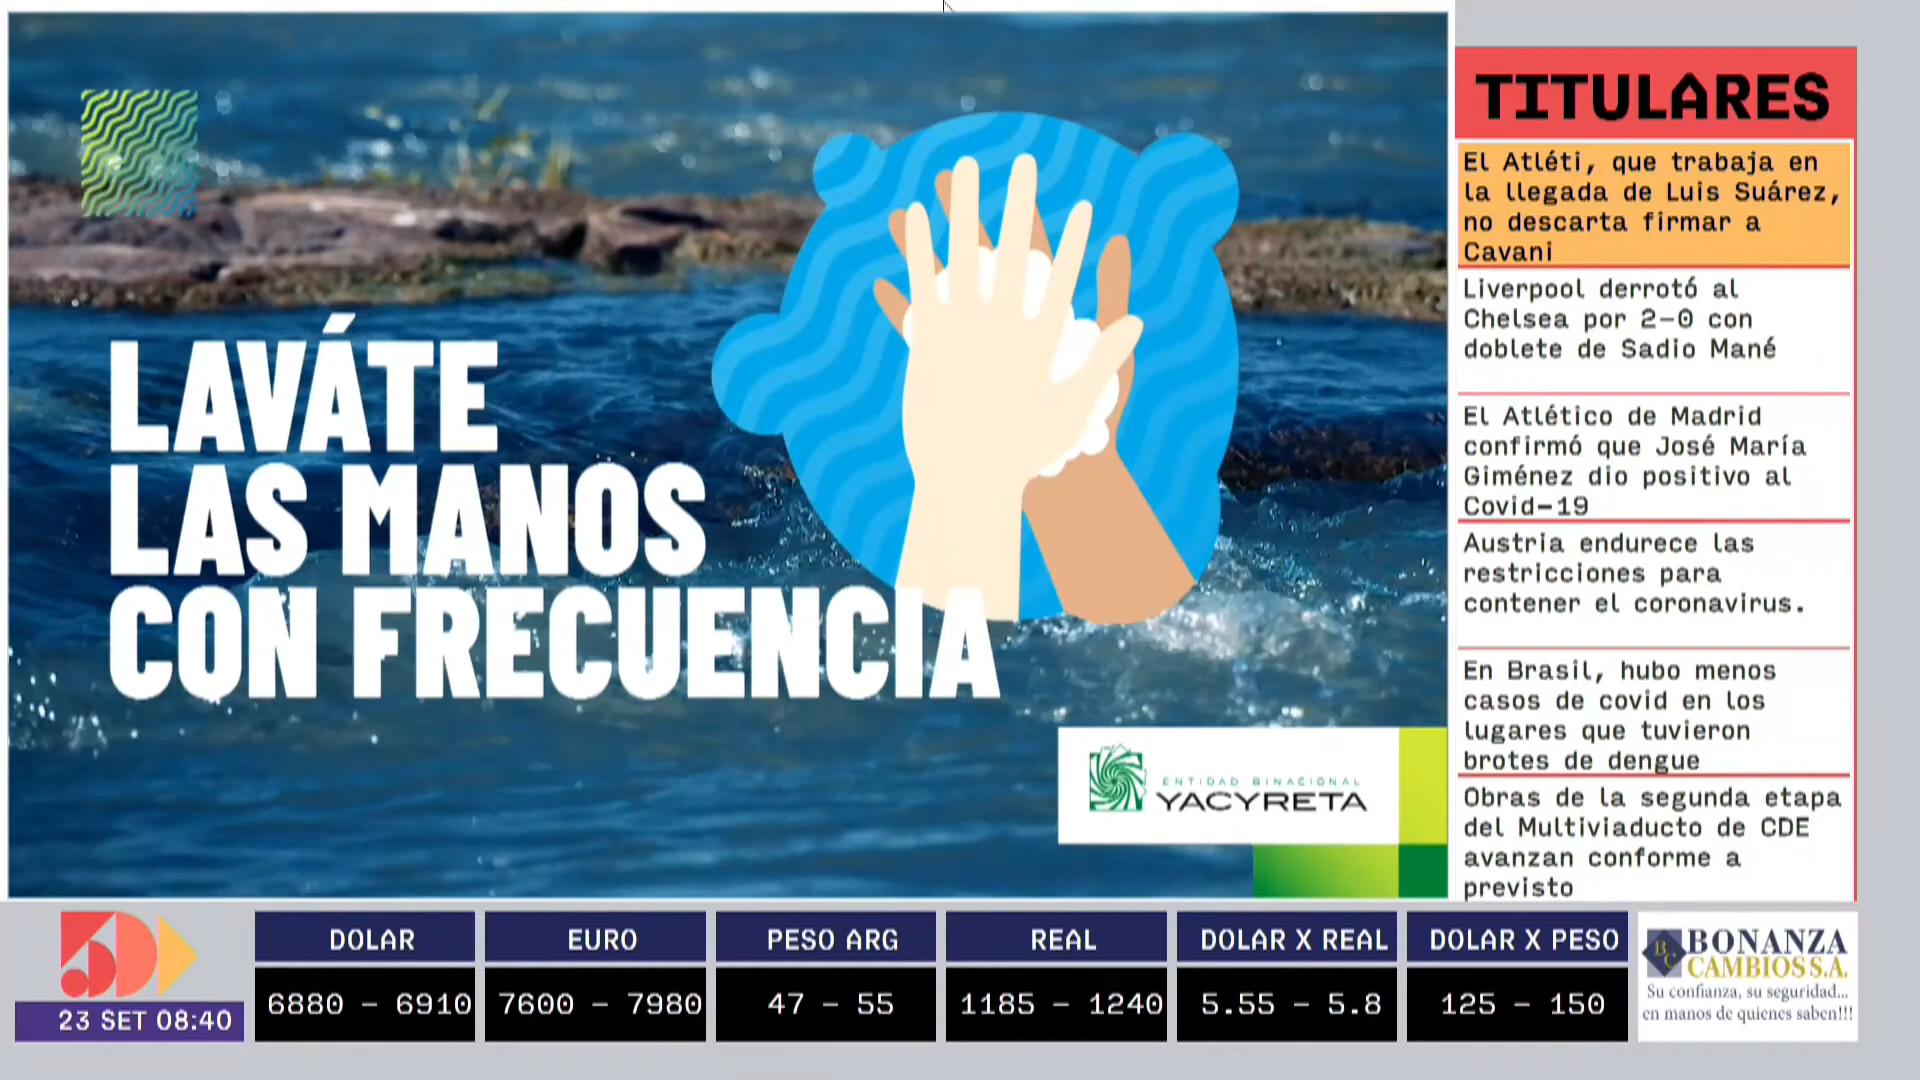 LAVÁTE
LAS MANOS
CON FRECUENCIA
ENTIDAD BINACIONAL
YACYRETA
TITULARES
El Atléti, que trabaja en
la llegada de Luis Suárez,
no descarta firmar a
Cavani
Liverpool derrotó al
Chelsea por 2-0 con
doblete de Sadio Mané
El Atlético de Madrid
confirmó que José María
Giménez dio positivo al
Covid-19
Austria endurece las
restricciones para
contener el coronavirus.
En Brasil, hubo menos
casos de covid en los
lugares que tuvieron
brotes de dengue
Obras de la segunda etapa
del Multiviaducto de CDE
avanzan conforme a
previsto
5D
23 SET 08:40
DOLAR
6880 - 6910
EURO
7600 - 7980
PESO ARG
47 - 55
REAL
1185 - 1240
DOLAR X REAL
5.55 - 5.8
DOLAR X PESO
125 - 150
BC
BONANZA
CAMBIOS S.A.
Su confianza, su seguridad...
en manos de quienes saben!!!